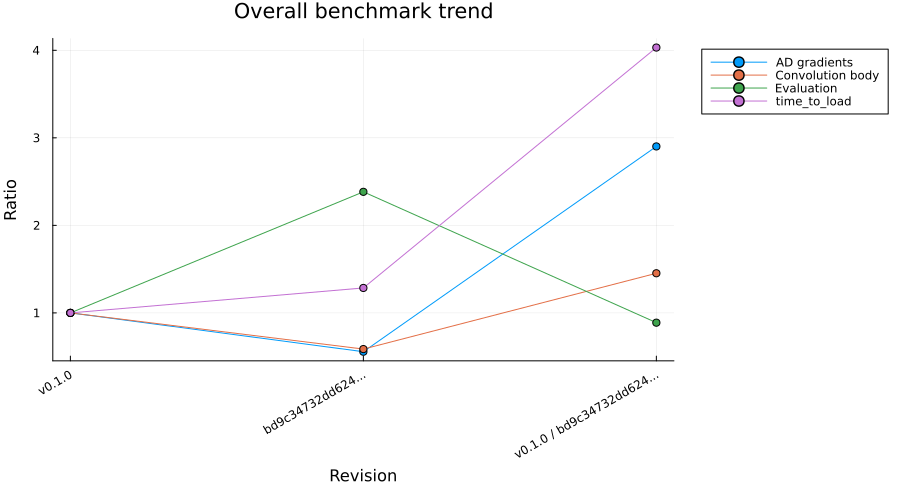 Overall benchmark trend
4
3
2
1
Ratio
v0.1.0
bd9c34732dd624...
v0.1.0 / bd9c34732dd624...
Revision
AD gradients
Convolution body
Evaluation
time_to_load